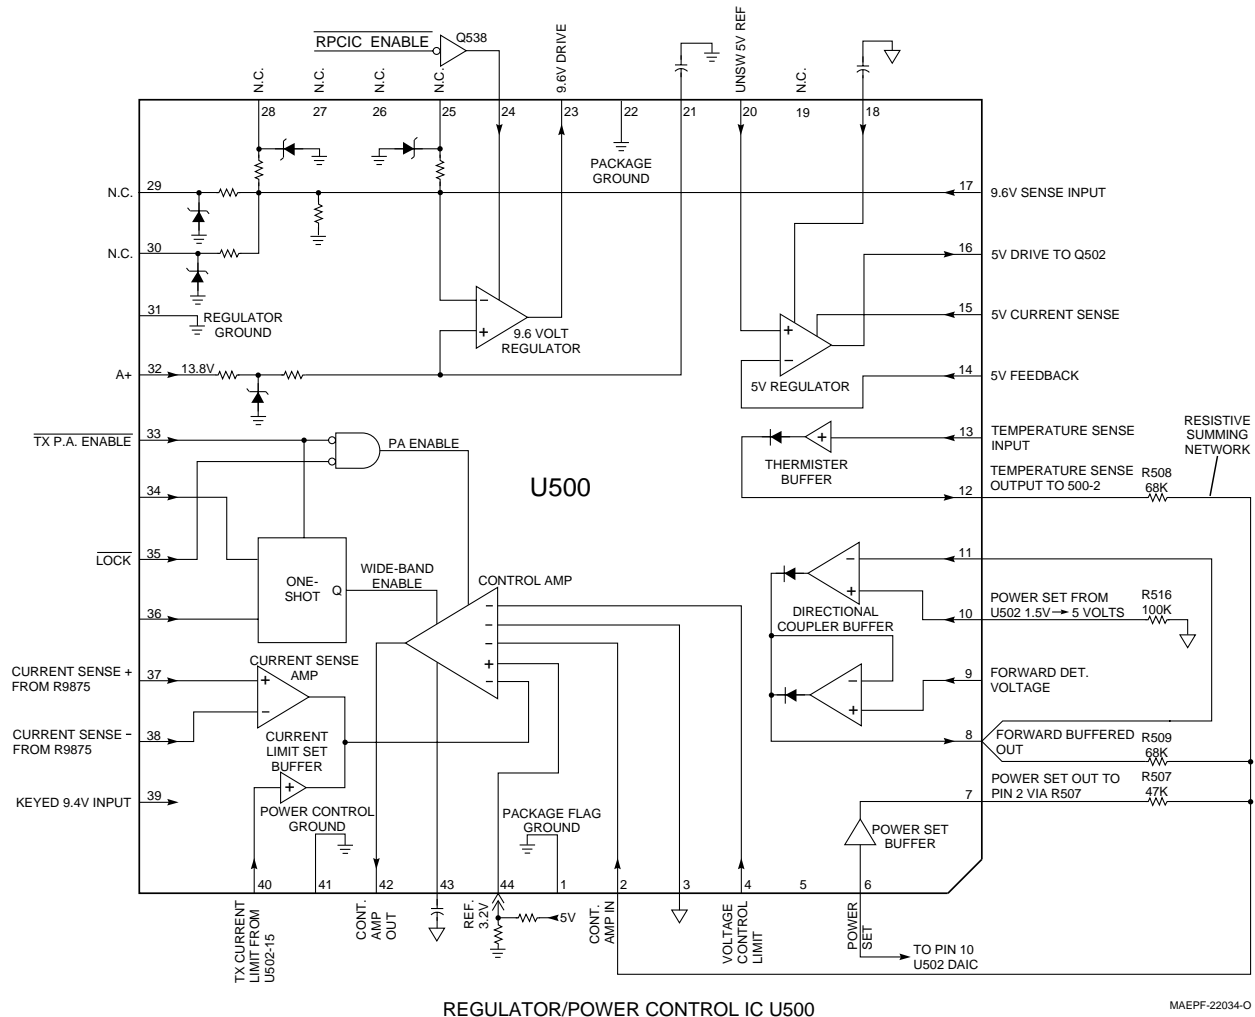 RPCIC ENABLE
Q538
N.C.
N.C.
N.C.
N.C.
9.6V DRIVE
UNSW 5V REF
N.C.
28
27
26
25
24
23
22
21
20
19
18
PACKAGE
GROUND
N.C.
29
17
9.6V SENSE INPUT
N.C.
30
16
5V DRIVE TO Q502
31
REGULATOR
GROUND
−
+
9.6 VOLT
REGULATOR
+
−
5V REGULATOR
15
5V CURRENT SENSE
A+
32
13.8V
14
5V FEEDBACK
TX P.A. ENABLE
33
PA ENABLE
+
THERMISTER
BUFFER
13
TEMPERATURE SENSE
INPUT
RESISTIVE
SUMMING
NETWORK
34
U500
12
TEMPERATURE SENSE
OUTPUT TO 500-2
R508
68K
LOCK
35
ONE-
SHOT
Q
WIDE-BAND
ENABLE
CONTROL AMP
−
−
−
+
−
−
+
DIRECTIONAL
COUPLER BUFFER
11
36
10
POWER SET FROM
U502 1.5V→5 VOLTS
R516
100K
CURRENT SENSE +
FROM R9875
37
CURRENT SENSE
AMP
+
−
−
+
9
FORWARD DET.
VOLTAGE
CURRENT SENSE −
FROM R9875
38
CURRENT
LIMIT SET
BUFFER
+
8
FORWARD BUFFERED
OUT
R509
68K
KEYED 9.4V INPUT
39
POWER CONTROL
GROUND
PACKAGE FLAG
GROUND
7
POWER SET OUT TO
PIN 2 VIA R507
R507
47K
POWER SET
BUFFER
40
41
42
43
44
1
2
3
4
5
6
TX CURRENT
LIMIT FROM
U502-15
CONT.
AMP
OUT
REF.
3.2V
5V
CONT.
AMP IN
VOLTAGE
CONTROL
LIMIT
POWER
SET
TO PIN 10
U502 DAIC
REGULATOR/POWER CONTROL IC U500
MAEPF-22034-O